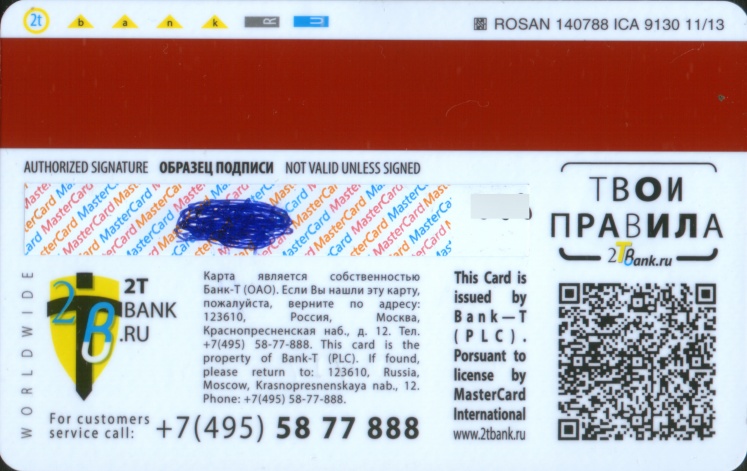 2t b a n k R U
ROSAN 140788 ICA 9130 11/13
AUTHORIZED SIGNATURE ОБРАЗЕЦ ПОДПИСИ NOT VALID UNLESS SIGNED
MasterCard MasterCard MasterCard MasterCard
ТВОИ
ПРАВИЛА
2TBank.ru
WORLDWIDE
2TBU
2T
BANK
.RU
Карта является собственностью
Банк-Т (ОАО). Если Вы нашли эту карту,
пожалуйста, верните по адресу:
123610, Россия, Москва,
Краснопресненская наб., д. 12. Тел.
+7(495) 58-77-888. This card is the
property of Bank-T (PLC). If found,
please return to: 123610, Russia,
Moscow, Krasnopresnenskaya nab., 12.
Phone: +7(495) 58-77-888.
This Card is
issued by
Bank—T
(PLC).
Porsuant to
license by
MasterCard
International
www.2tbank.ru
For customers
service call:
+7(495) 58 77 888